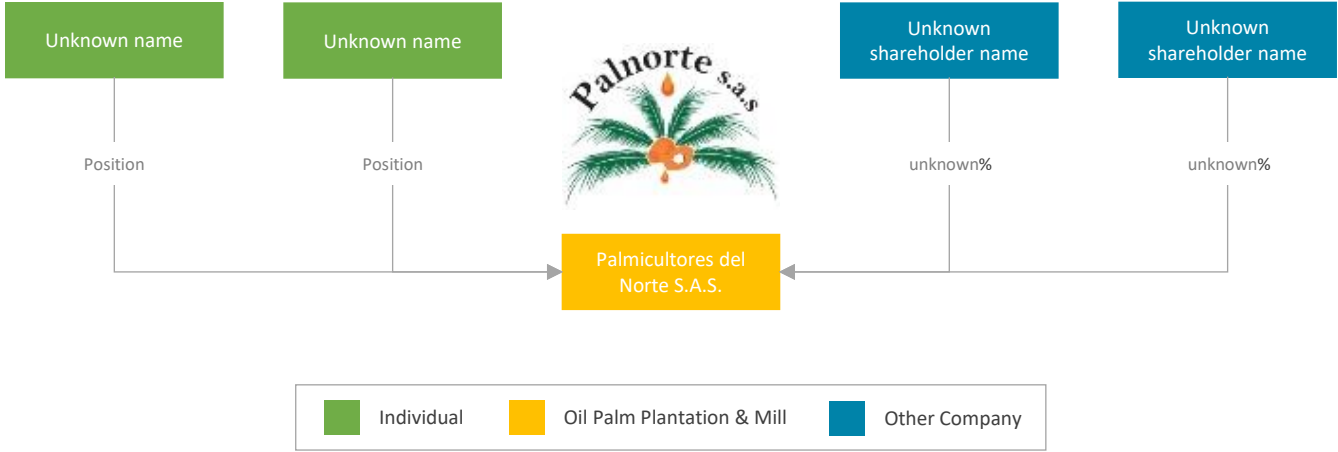 Unknown name
Unknown name
Palnorte s.a.s
Unknown
shareholder name
Unknown
shareholder name
Position
Position
unknown%
unknown%
Palmicultores del
Norte S.A.S.
Individual
Oil Palm Plantation & Mill
Other Company